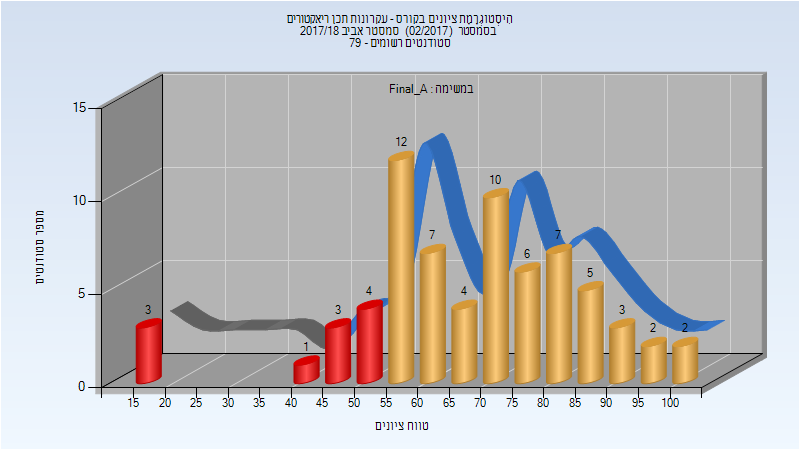 היסטוגרמת ציונים בקורס - עקרונות תכן ריאקטורים
בסמסטר (02/2017) סמסטר אביב 2017/18
סטודנטים רשומים - 79
במשימה : Final_A
מספר סטודנטים
15
10
5
0
3
1
3
4
12
7
4
10
6
7
5
3
2
2
15 20 25 30 35 40 45 50 55 60 65 70 75 80 85 90 95 100
טווח ציונים